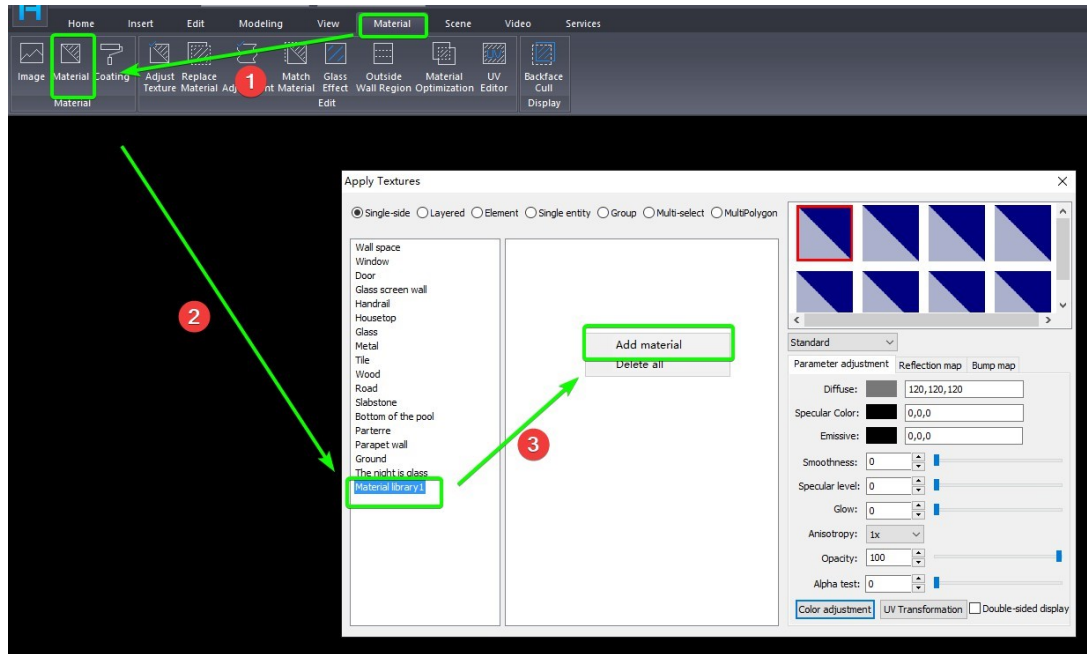 Home Insert Edit Modeling View Material Scene Video Services
Image Material Coating Adjust Texture Replace Material Match Material Glass Effect Outside Wall Region Material Optimization UV Editor Backface Cull
1
Material Edit Display
Apply Textures
Single-side Layered Element Single entity Group Multi-select MultiPolygon
Wall space
Window
Door
Glass screen wall
Handrail
Housetop
Glass
Metal
Tile
Wood
Road
Slabstone
Bottom of the pool
Parterre
Parapet wall
Ground
The night is glass
Material library1
2
Add material
Delete all
3
Standard
Parameter adjustment Reflection map Bump map
Diffuse: 120,120,120
Specular Color: 0,0,0
Emissive: 0,0,0
Smoothness: 0
Specular level: 0
Glow: 0
Anisotropy: 1x
Opacity: 100
Alpha test: 0
Color adjustment UV Transformation Double-sided display